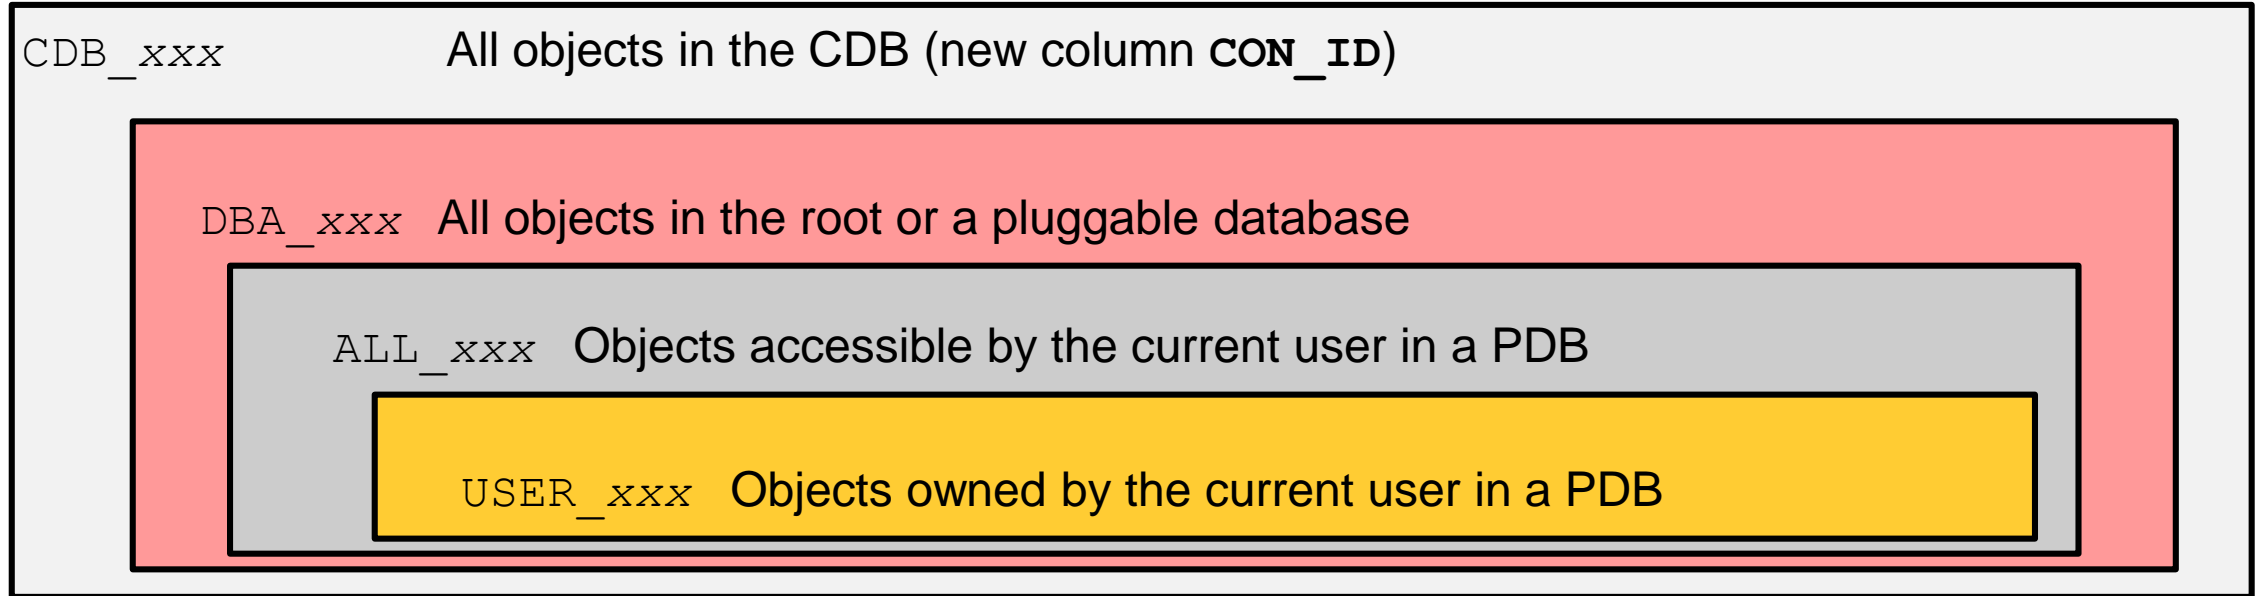 CDB_xxx All objects in the CDB (new column CON_ID)
DBA_xxx All objects in the root or a pluggable database
ALL_xxx Objects accessible by the current user in a PDB
USER_xxx Objects owned by the current user in a PDB